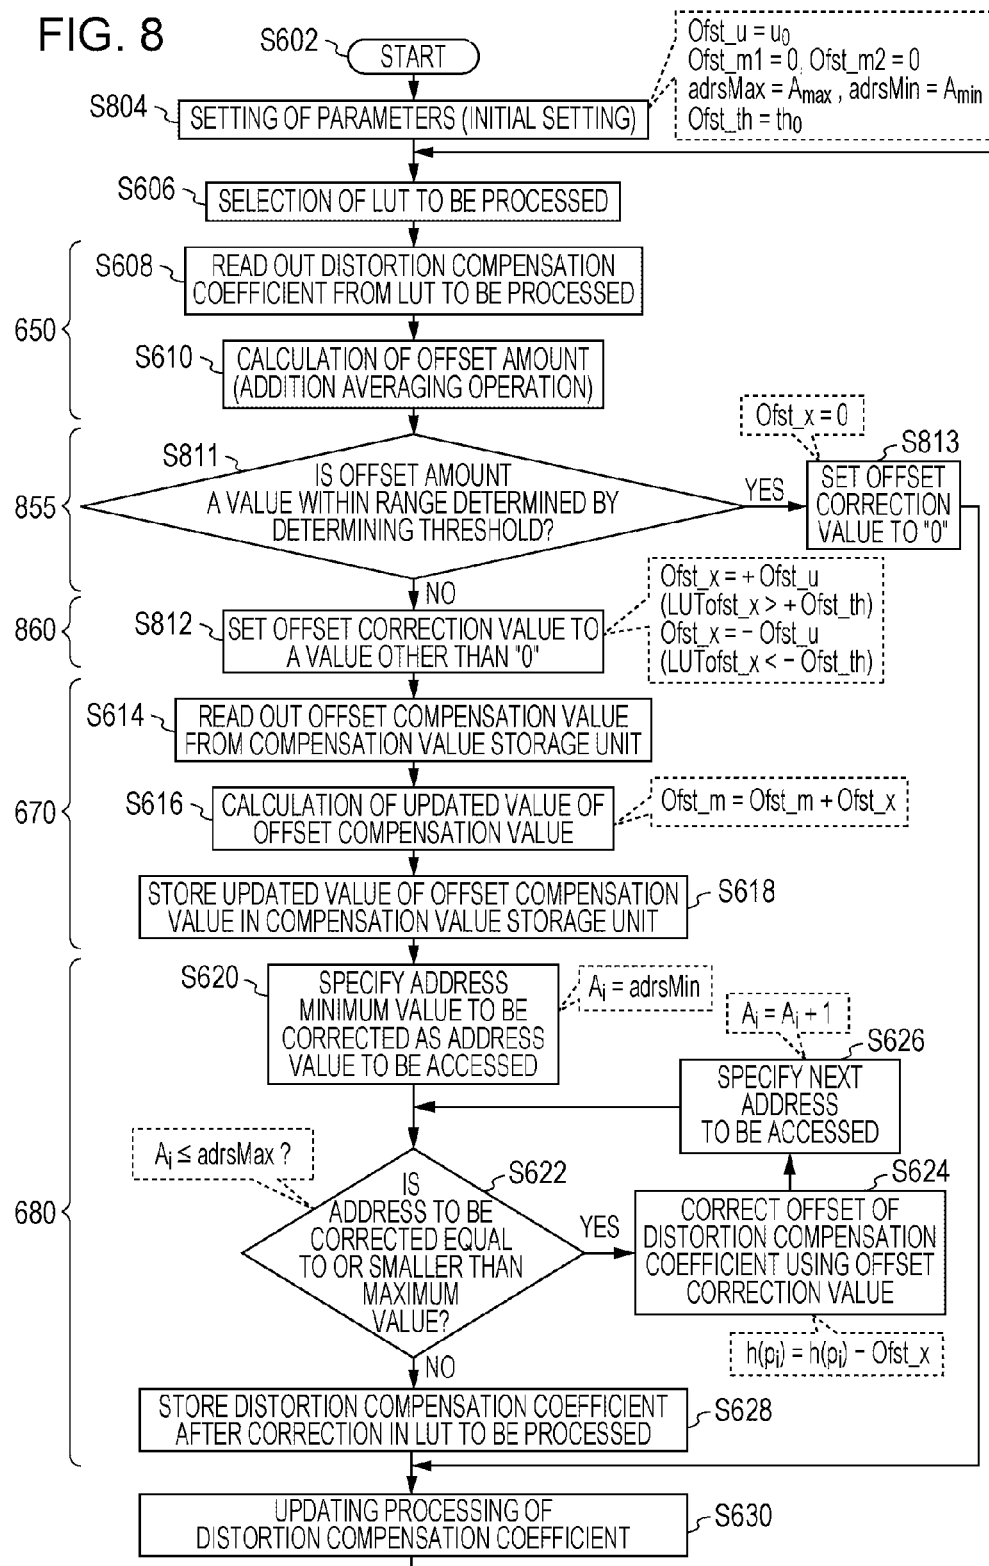 FIG. 8
S602
START
Ofst_u = u0
Ofst_m1 = 0, Ofst_m2 = 0
adrsMax = Amax , adrsMin = Amin
Ofst_th = th0
S804
SETTING OF PARAMETERS (INITIAL SETTING)
S606
SELECTION OF LUT TO BE PROCESSED
650
S608
READ OUT DISTORTION COMPENSATION
COEFFICIENT FROM LUT TO BE PROCESSED
S610
CALCULATION OF OFFSET AMOUNT
(ADDITION AVERAGING OPERATION)
855
S811
IS OFFSET AMOUNT
A VALUE WITHIN RANGE DETERMINED BY
DETERMINING THRESHOLD?
YES
Ofst_x = 0
S813
SET OFFSET
CORRECTION
VALUE TO "0"
NO
860
S812
SET OFFSET CORRECTION VALUE TO
A VALUE OTHER THAN "0"
Ofst_x = + Ofst_u
(LUTofst_x > + Ofst_th)
Ofst_x = − Ofst_u
(LUTofst_x < − Ofst_th)
670
S614
READ OUT OFFSET COMPENSATION VALUE
FROM COMPENSATION VALUE STORAGE UNIT
S616
CALCULATION OF UPDATED VALUE OF
OFFSET COMPENSATION VALUE
Ofst_m = Ofst_m + Ofst_x
STORE UPDATED VALUE OF OFFSET COMPENSATION
VALUE IN COMPENSATION VALUE STORAGE UNIT
S618
680
S620
SPECIFY ADDRESS
MINIMUM VALUE TO BE
CORRECTED AS ADDRESS
VALUE TO BE ACCESSED
Ai = adrsMin
Ai = Ai + 1
S626
SPECIFY NEXT
ADDRESS
TO BE ACCESSED
Ai ≤ adrsMax ?
S622
IS
ADDRESS TO BE
CORRECTED EQUAL
TO OR SMALLER THAN
MAXIMUM
VALUE?
YES
S624
CORRECT OFFSET OF
DISTORTION COMPENSATION
COEFFICIENT USING OFFSET
CORRECTION VALUE
h(pi) = h(pi) − Ofst_x
NO
STORE DISTORTION COMPENSATION COEFFICIENT
AFTER CORRECTION IN LUT TO BE PROCESSED
S628
UPDATING PROCESSING OF
DISTORTION COMPENSATION COEFFICIENT
S630